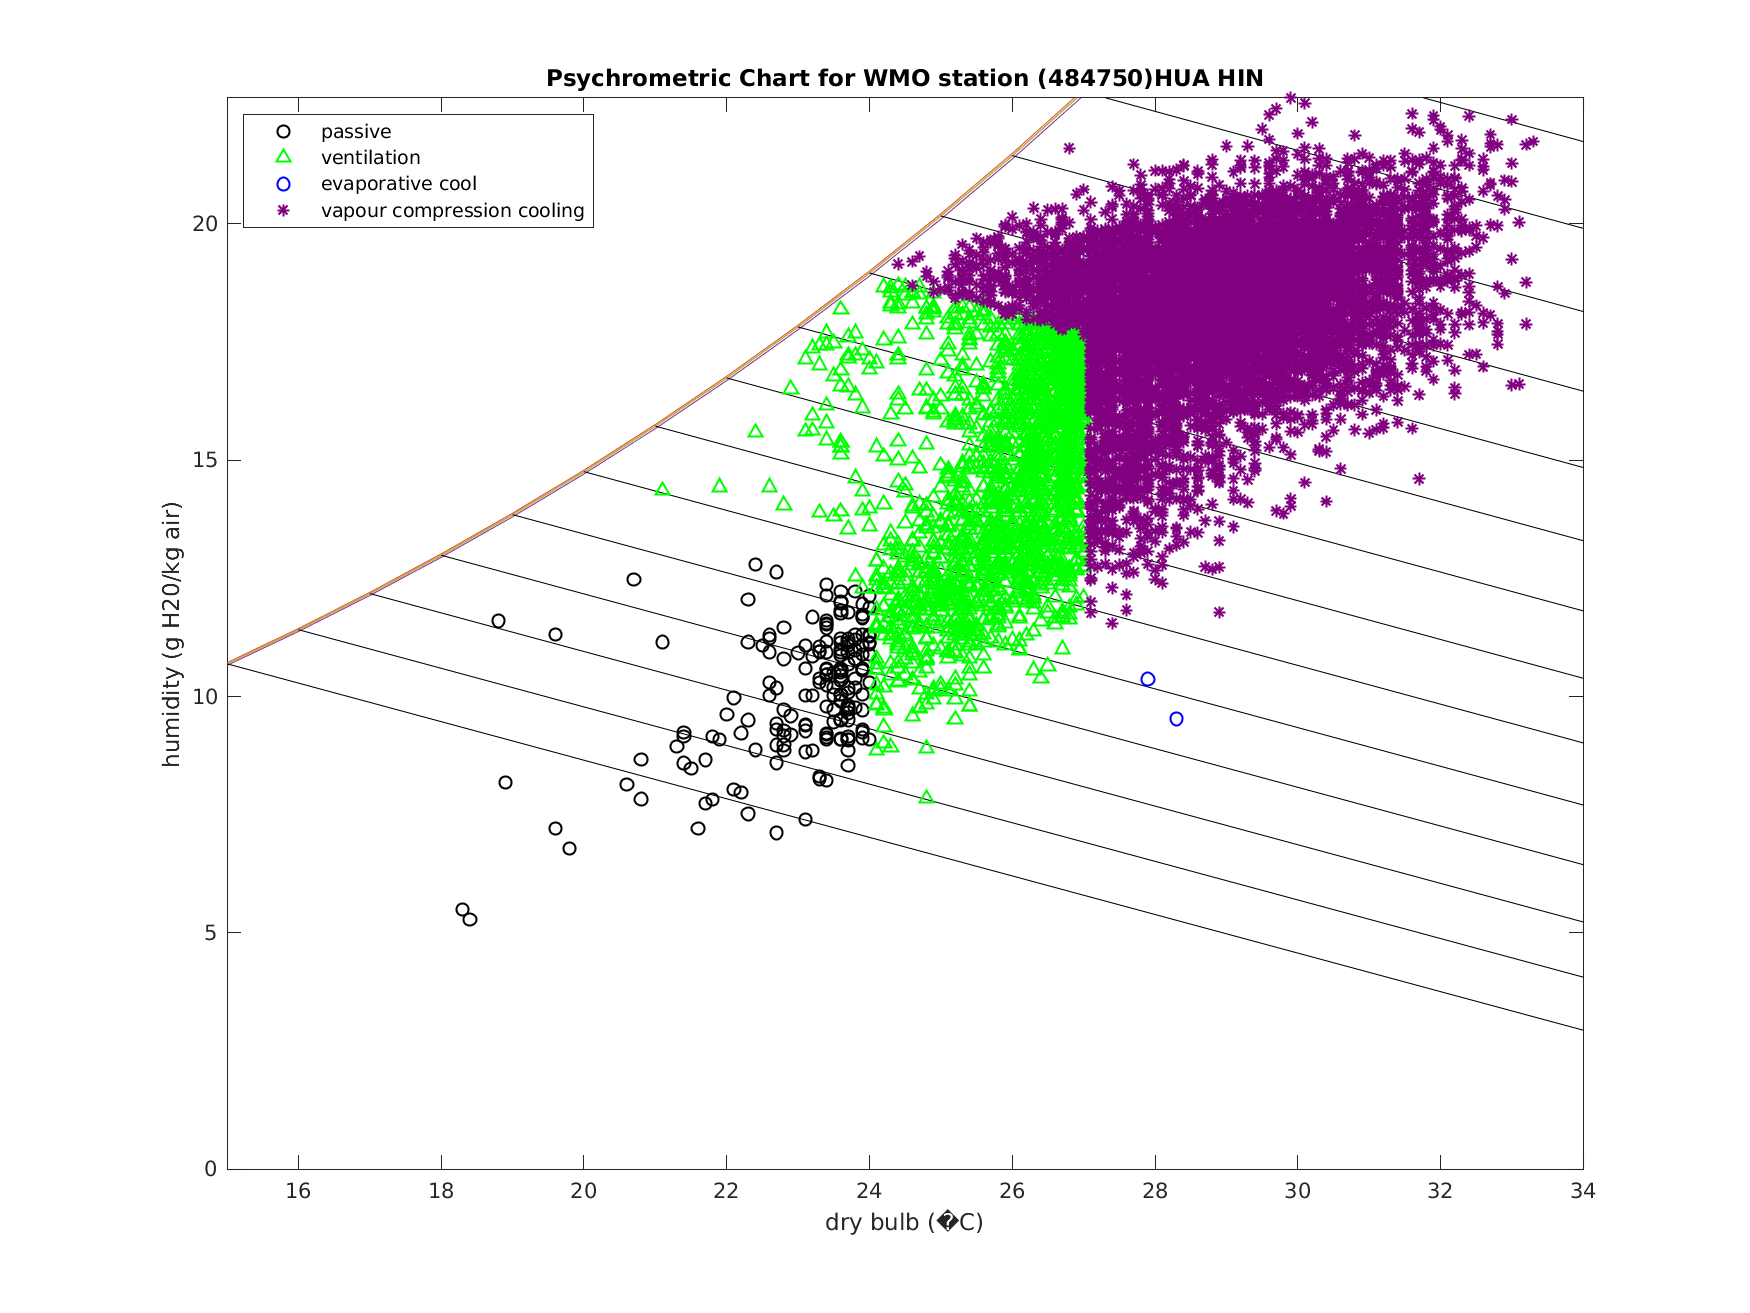 Psychrometric Chart for WMO station (484750)HUA HIN
passive
ventilation
evaporative cool
vapour compression cooling
20
15
10
5
0
humidity (g H20/kg air)
16 18 20 22 24 26 28 30 32 34
dry bulb (�C)